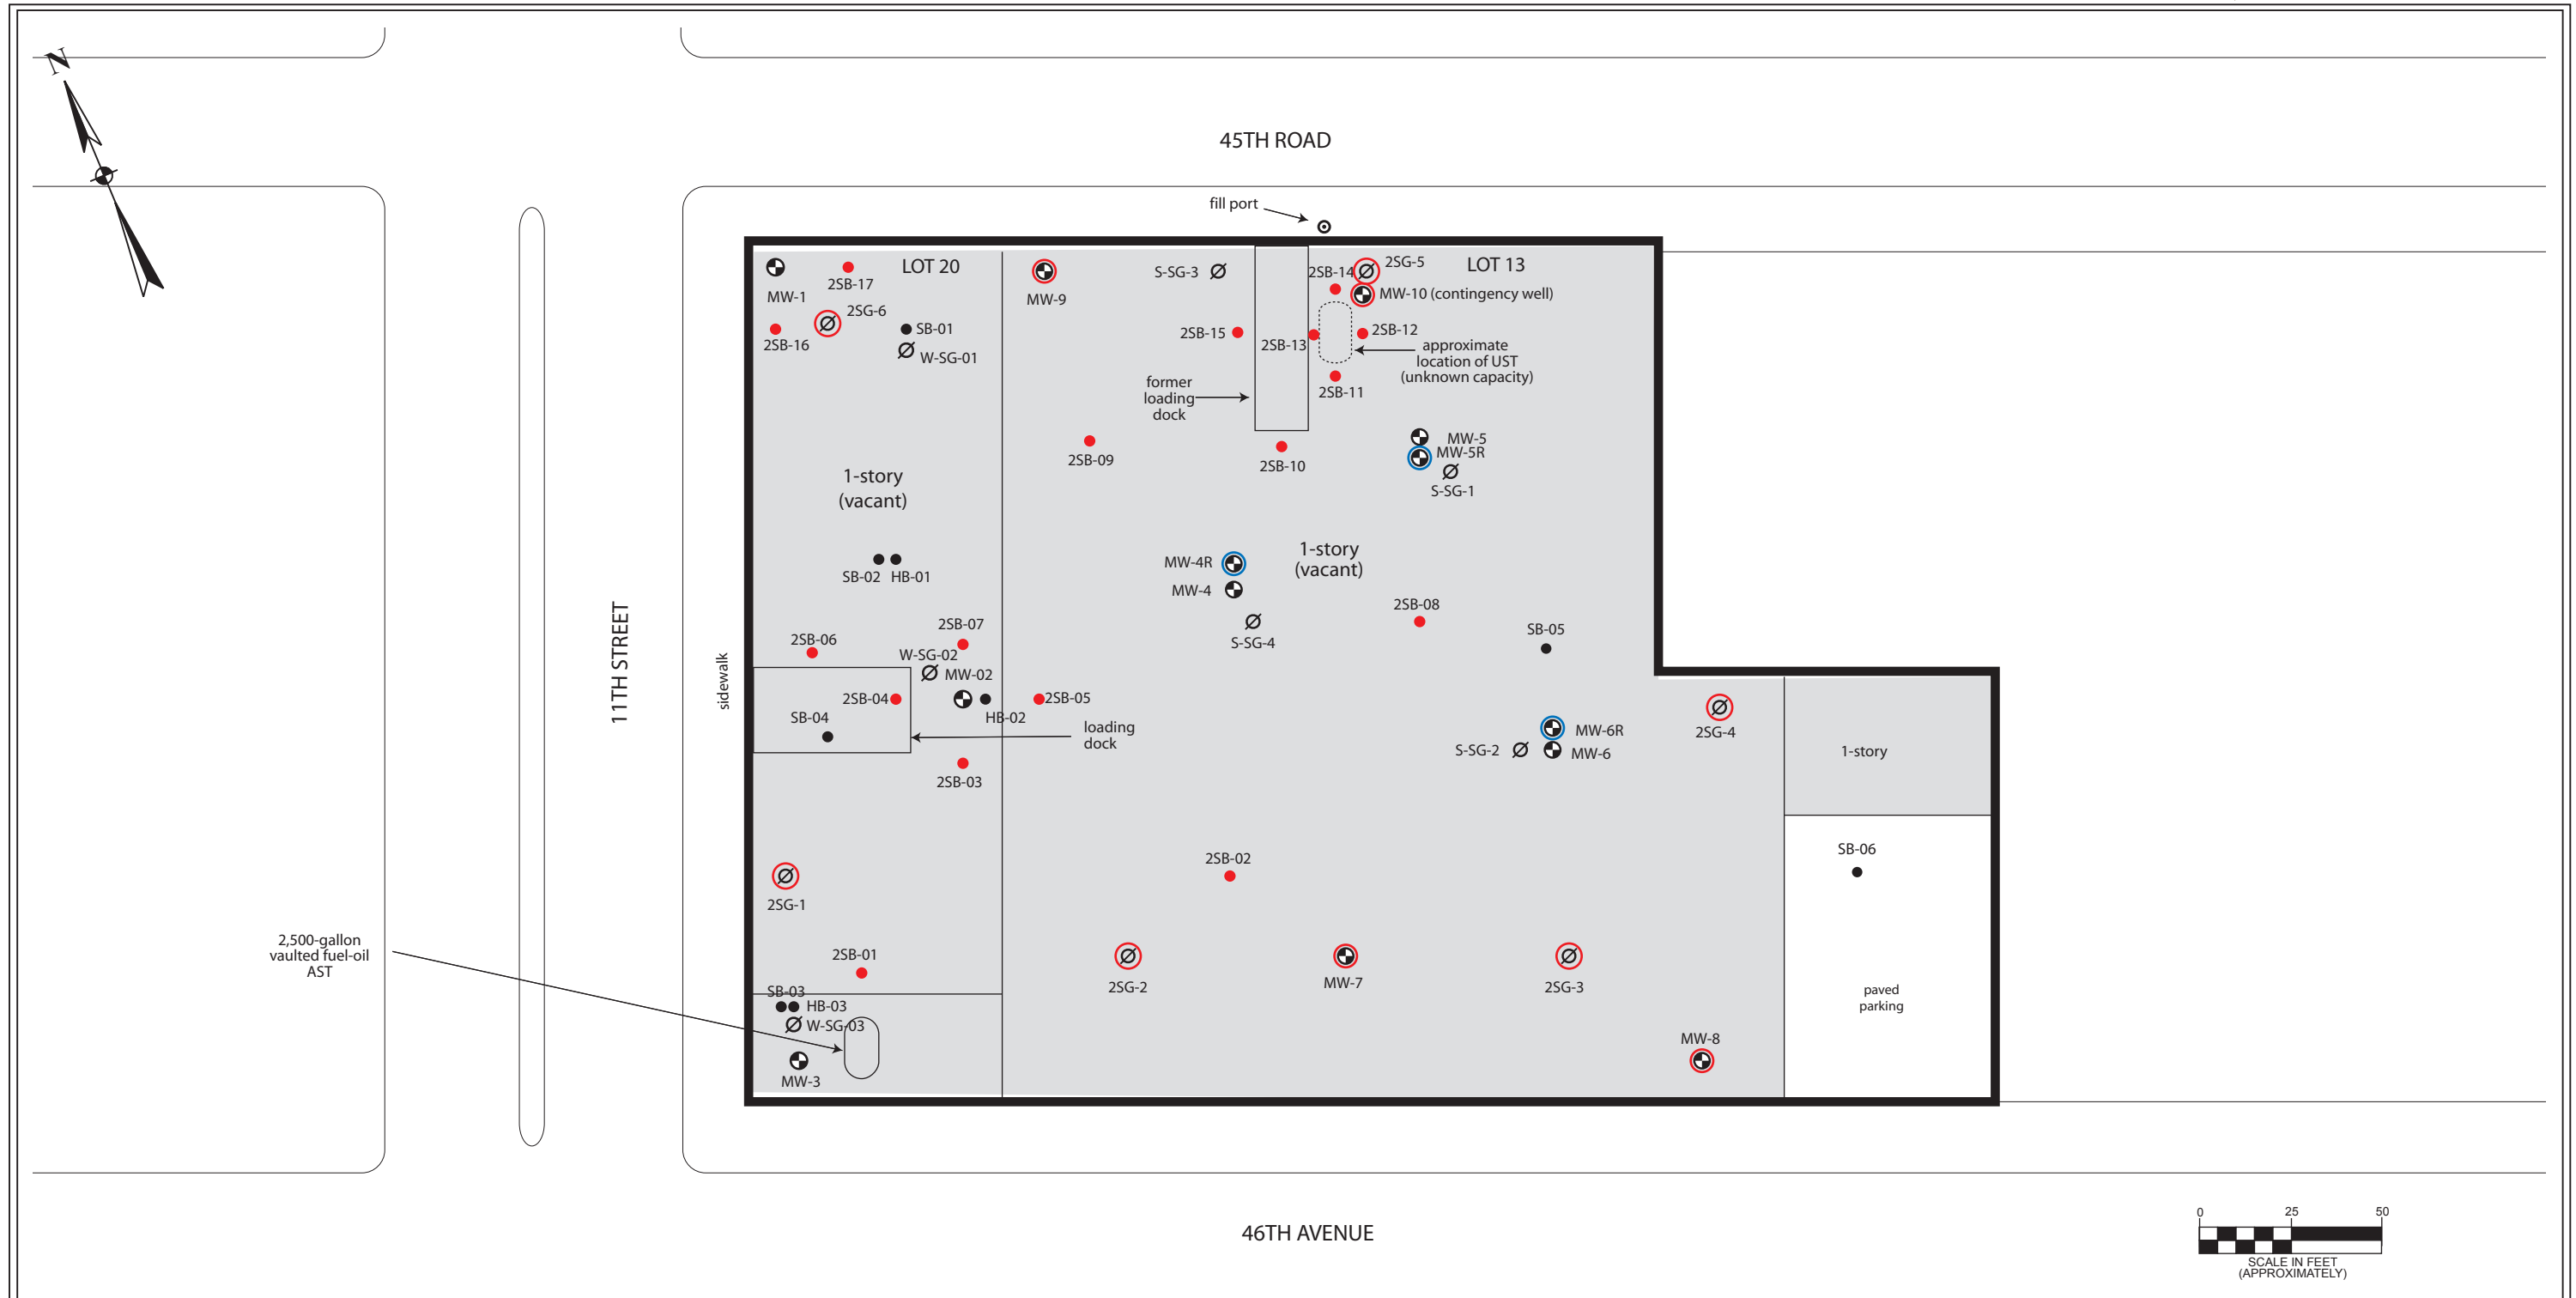 N
45TH ROAD
fill port
LOT 20
LOT 13
MW-1
2SB-17
2SG-6
2SB-16
SB-01
W-SG-01
MW-9
S-SG-3
2SB-14
2SG-5
MW-10 (contingency well)
2SB-15
2SB-13
2SB-12
approximate
location of UST
(unknown capacity)
2SB-11
former
loading
dock
2SB-09
2SB-10
MW-5
MW-5R
S-SG-1
1-story
(vacant)
1-story
(vacant)
MW-4R
MW-4
S-SG-4
SB-02
HB-01
2SB-08
SB-05
2SB-06
2SB-07
W-SG-02
MW-02
2SB-04
SB-04
HB-02
2SB-05
loading
dock
2SB-03
11TH STREET
sidewalk
MW-6R
S-SG-2
MW-6
2SG-4
1-story
SB-06
2SB-02
2SG-1
2,500-gallon
vaulted fuel-oil
AST
2SB-01
SB-03
HB-03
W-SG-03
MW-3
2SG-2
MW-7
2SG-3
MW-8
paved
parking
46TH AVENUE
0 25 50
SCALE IN FEET
(APPROXIMATELY)